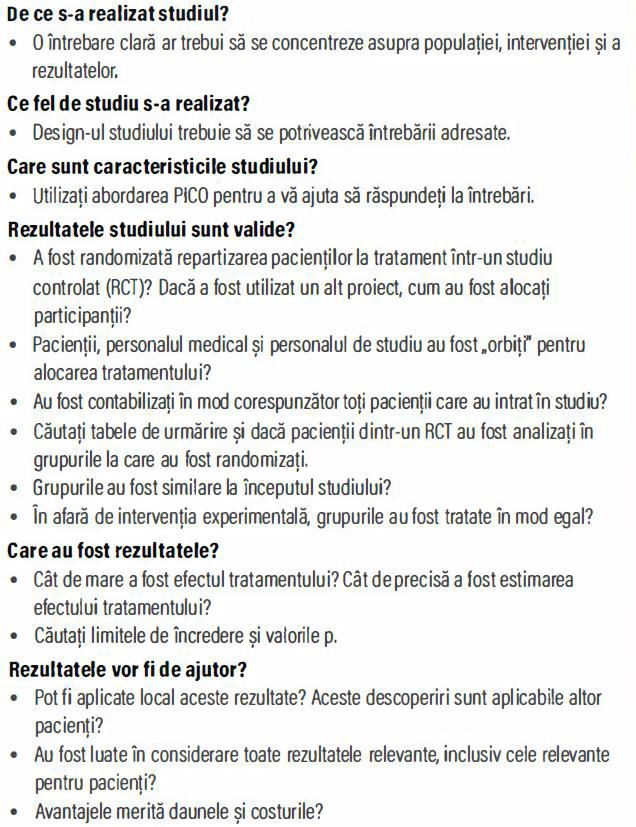 De ce s-a realizat studiul?
• O întrebare clară ar trebui să se concentreze asupra populației, intervenției și a
rezultatelor.
Ce fel de studiu s-a realizat?
• Design-ul studiului trebuie să se potrivească întrebării adresate.
Care sunt caracteristicile studiului?
• Utilizați abordarea PICO pentru a vă ajuta să răspundeți la întrebări.
Rezultatele studiului sunt valide?
• A fost randomizată repartizarea pacienților la tratament într-un studiu
controlat (RCT)? Dacă a fost utilizat un alt proiect, cum au fost alocați
participanții?
• Pacienții, personalul medical și personalul de studiu au fost „orbiți” pentru
alocarea tratamentului?
• Au fost contabilizați în mod corespunzător toți pacienții care au intrat în studiu?
• Căutați tabele de urmărire și dacă pacienții dintr-un RCT au fost analizați în
grupurile la care au fost randomizați.
• Grupurile au fost similare la începutul studiului?
• În afară de intervenția experimentală, grupurile au fost tratate în mod egal?
Care au fost rezultatele?
• Cât de mare a fost efectul tratamentului? Cât de precisă a fost estimarea
efectului tratamentului?
• Căutați limitele de încredere și valorile p.
Rezultatele vor fi de ajutor?
• Pot fi aplicate local aceste rezultate? Aceste descoperiri sunt aplicabile altor
pacienți?
• Au fost luate în considerare toate rezultatele relevante, inclusiv cele relevante
pentru pacienți?
• Avantajele merită daunele și costurile?